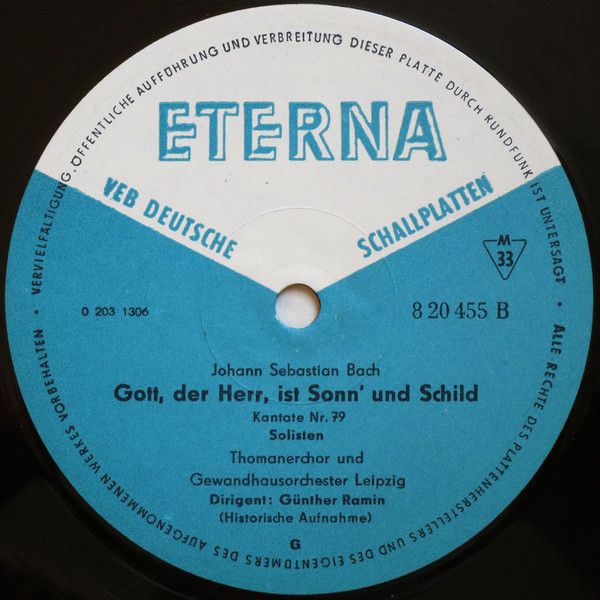 ALLE RECHTE DES PLATTENHERSTELLERS UND DES EIGENTÜMERS DES AUFGENOMMENEN WERKES VORBEHALTEN • VERVIELFÄLTIGUNG, ÖFFENTLICHE AUFFÜHRUNG UND VERBREITUNG DIESER PLATTE DURCH RUNDFUNK IST UNTERSAGT •
ETERNA
VEB DEUTSCHE SCHALLPLATTEN
M
33
0 203 1306
8 20 455 B
Johann Sebastian Bach
Gott, der Herr, ist Sonn' und Schild
Kantate Nr. 79
Solisten
Thomanerchor und
Gewandhausorchester Leipzig
Dirigent: Günther Ramin
(Historische Aufnahme)
G